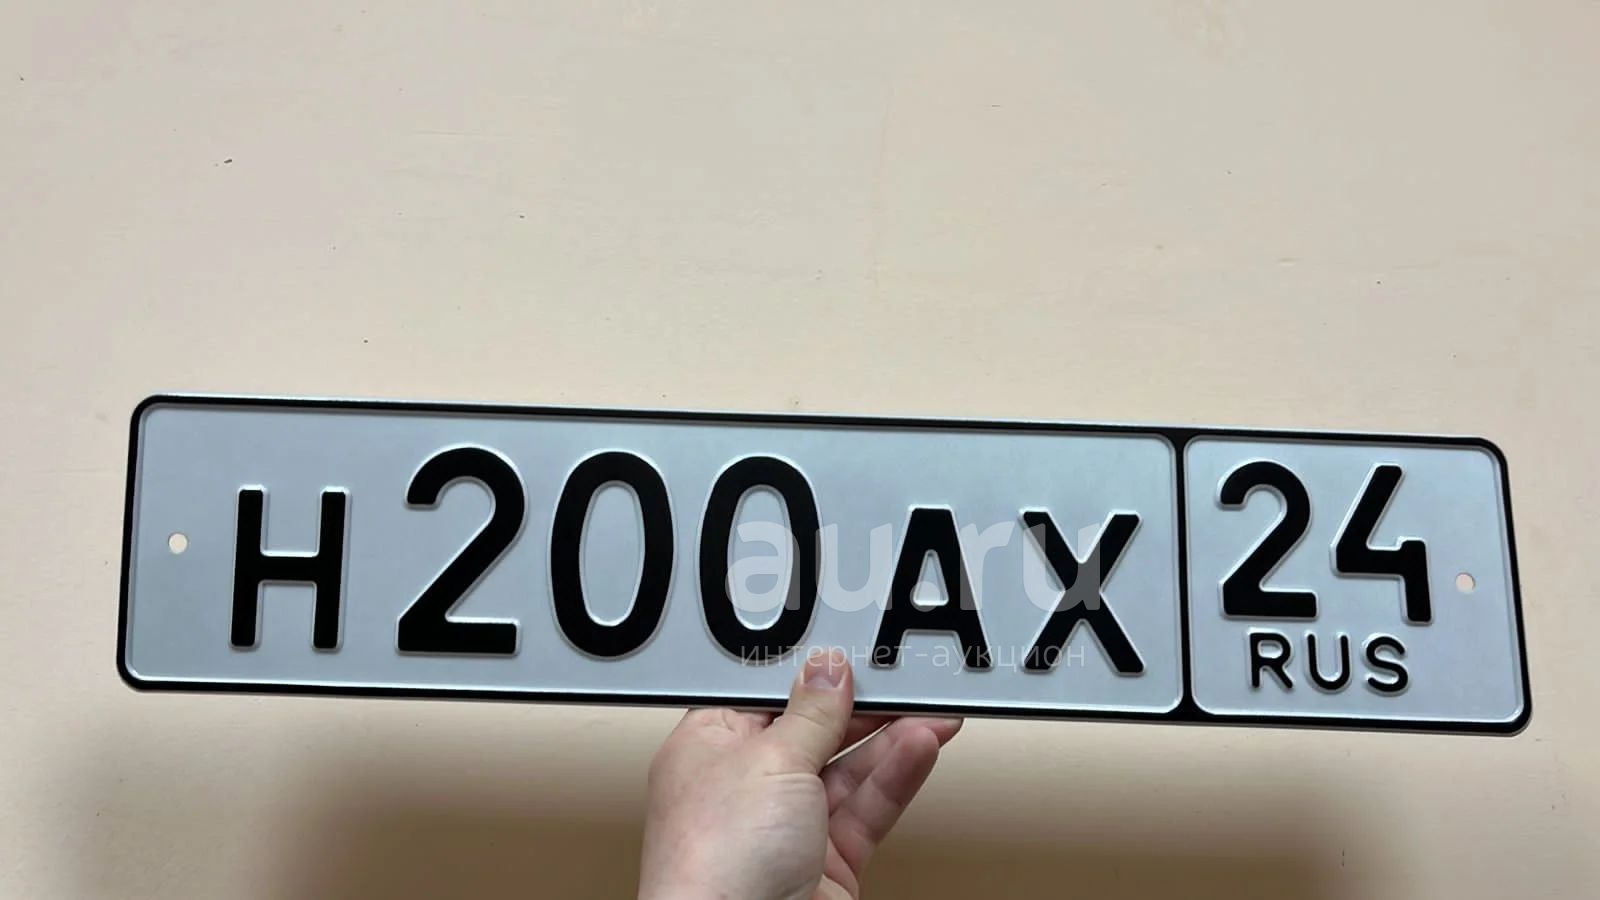 Н200АХ 24
RUS
au.ru
интернет-аукцион